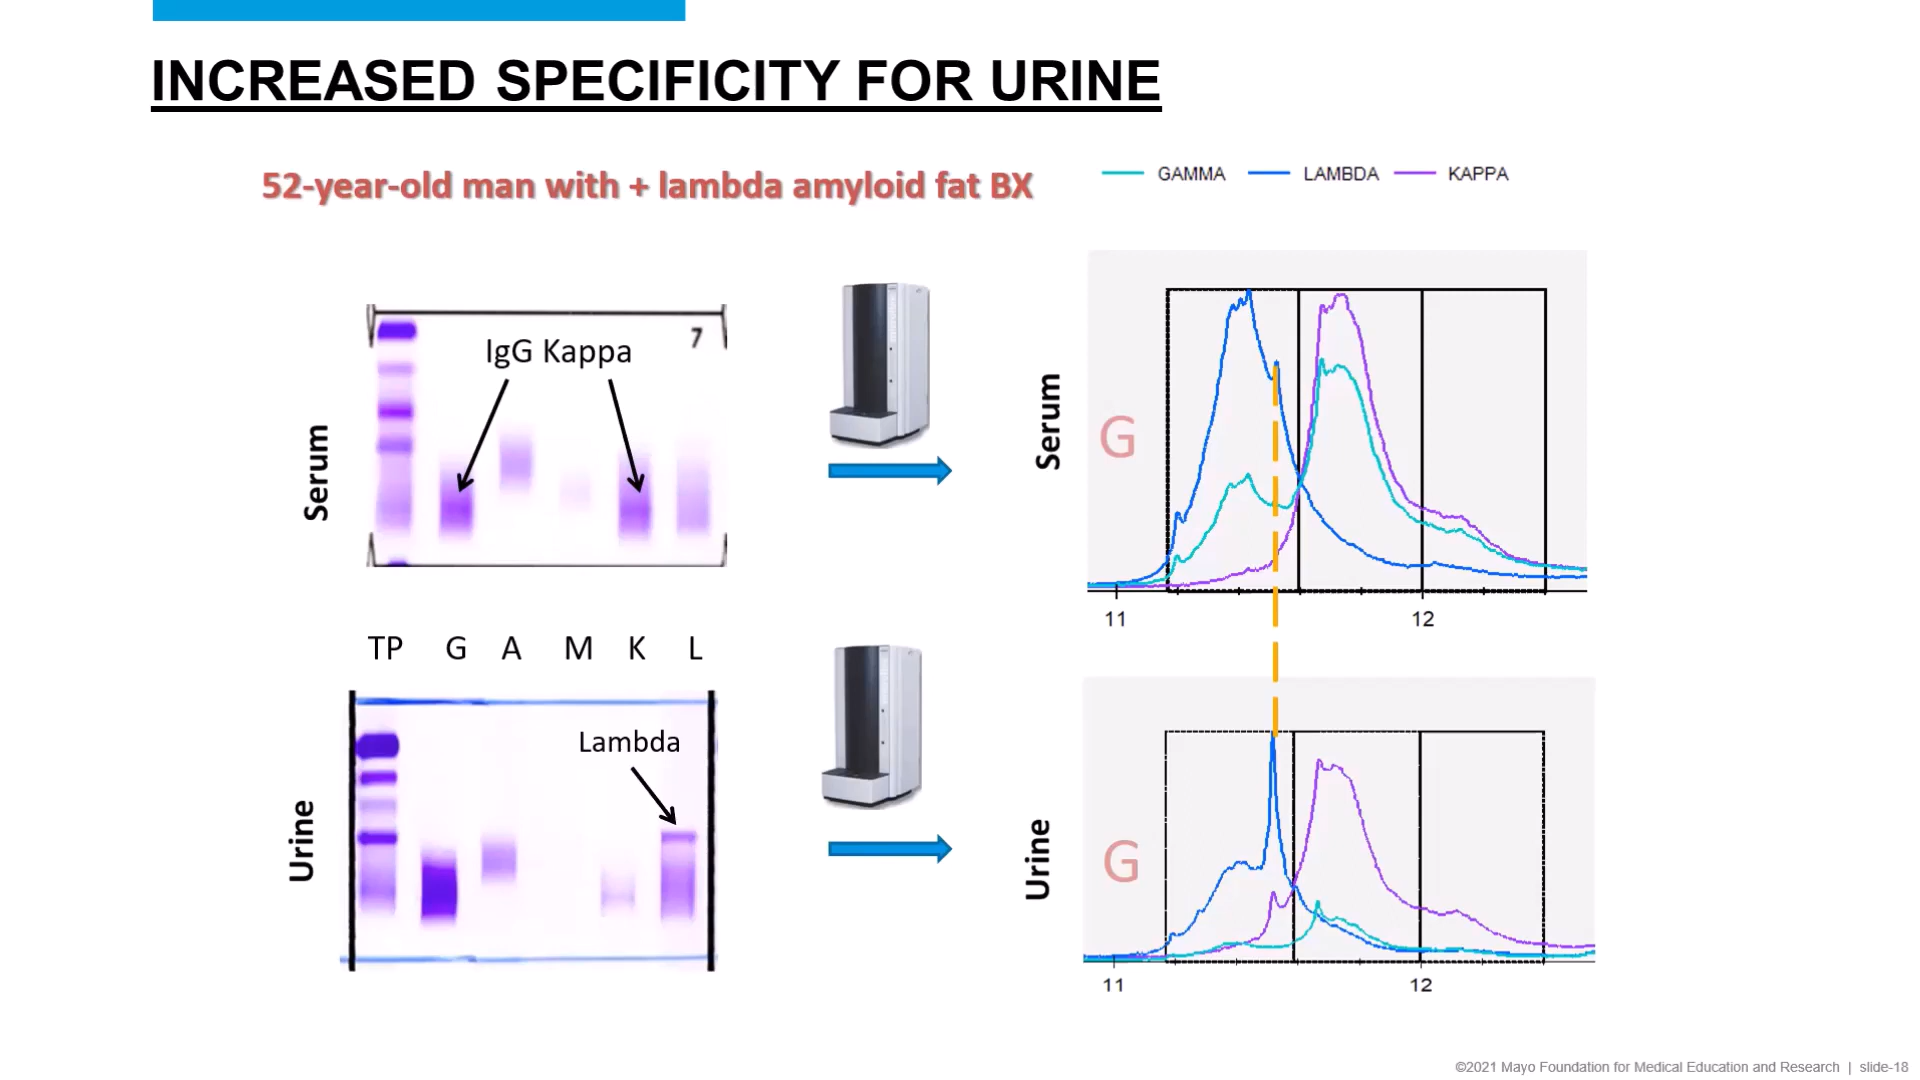 INCREASED SPECIFICITY FOR URINE
52-year-old man with + lambda amyloid fat BX
GAMMA LAMBDA KAPPA
7
IgG Kappa
Serum
Serum
G
11 12
TP G A M K L
Lambda
Urine
Urine
G
11 12
©2021 Mayo Foundation for Medical Education and Research | slide-18